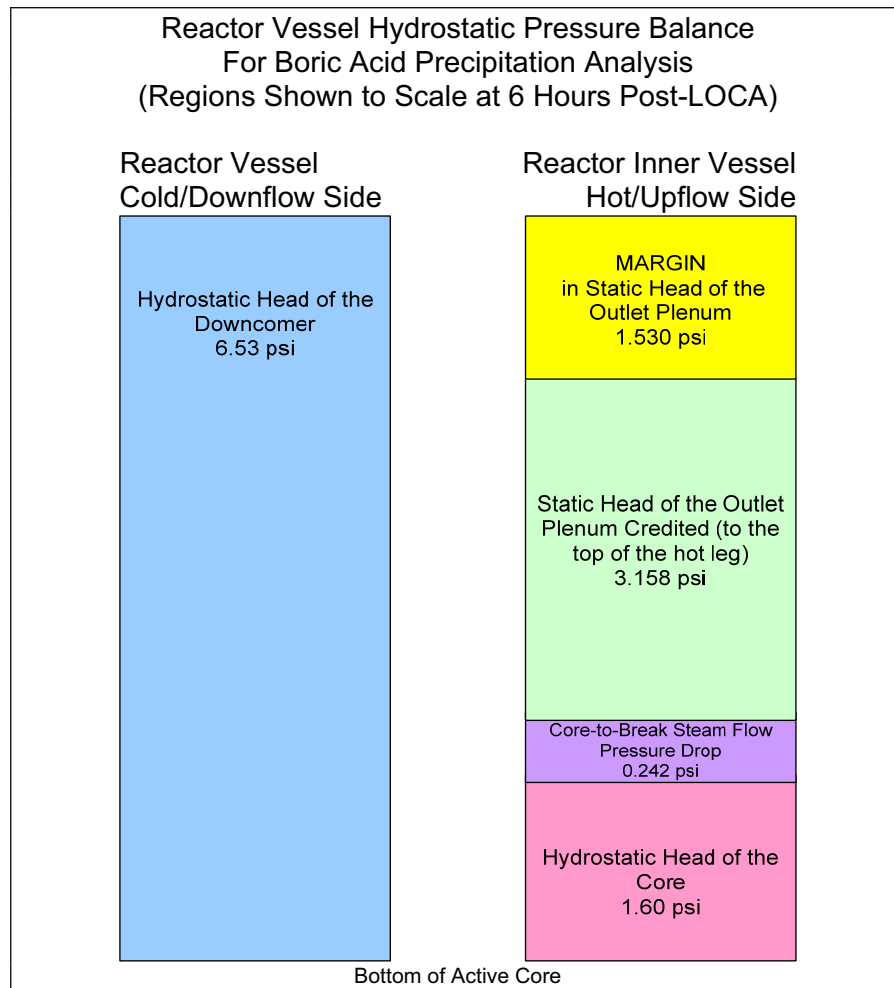 Reactor Vessel Hydrostatic Pressure Balance
For Boric Acid Precipitation Analysis
(Regions Shown to Scale at 6 Hours Post-LOCA)
Reactor Vessel
Cold/Downflow Side
Reactor Inner Vessel
Hot/Upflow Side
Hydrostatic Head of the
Downcomer
6.53 psi
MARGIN
in Static Head of the
Outlet Plenum
1.530 psi
Static Head of the Outlet
Plenum Credited (to the
top of the hot leg)
3.158 psi
Core-to-Break Steam Flow
Pressure Drop
0.242 psi
Hydrostatic Head of the
Core
1.60 psi
Bottom of Active Core